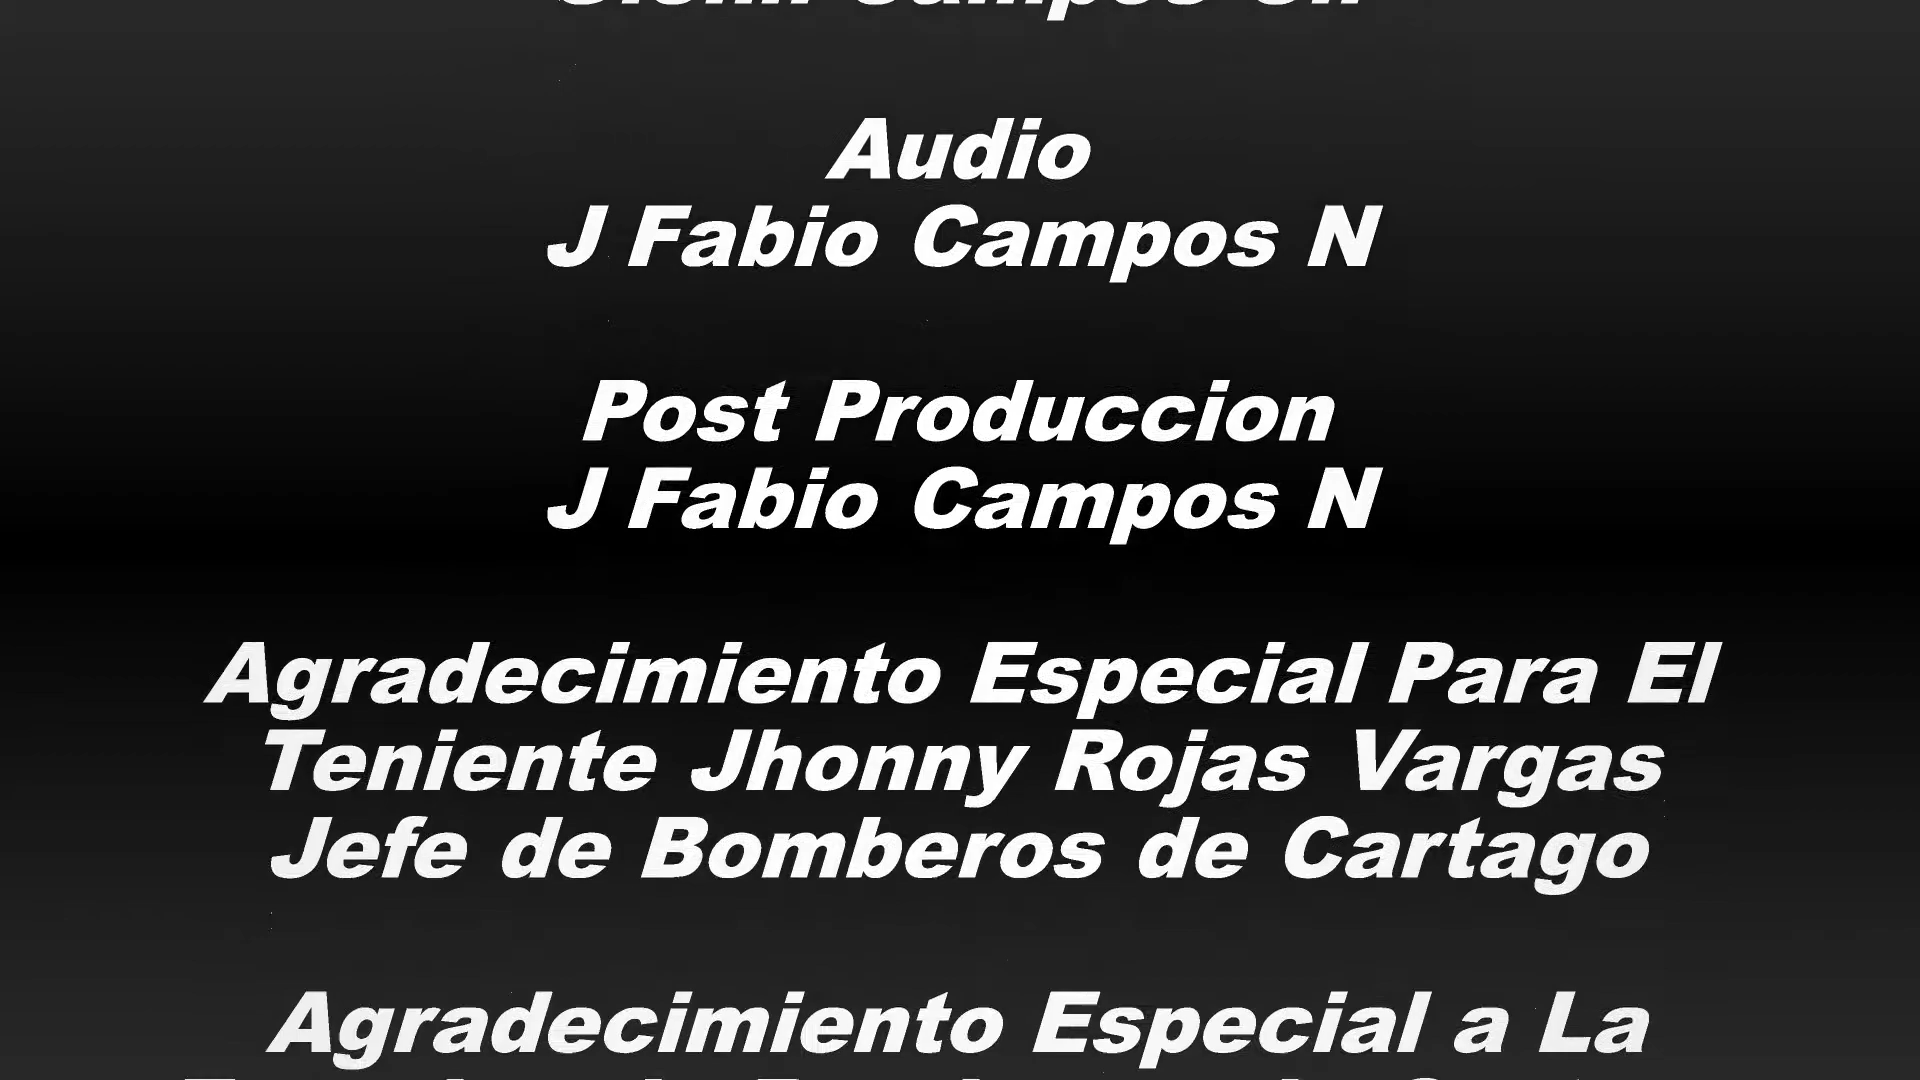 Campos
Audio
J Fabio Campos N
Post Produccion
J Fabio Campos N
Agradecimiento Especial Para El
Teniente Jhonny Rojas Vargas
Jefe de Bomberos de Cartago
Agradecimiento Especial a La